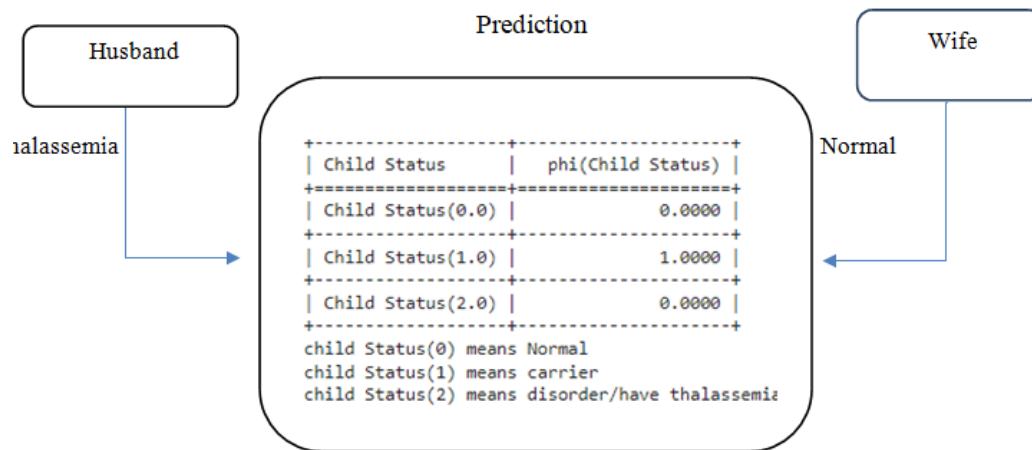 Prediction
Husband
Wife
halassemia
Normal
+-------------------+---------------------+
| Child Status      |   phi(Child Status) |
+===================+=====================+
| Child Status(0.0) |              0.0000 |
+-------------------+---------------------+
| Child Status(1.0) |              1.0000 |
+-------------------+---------------------+
| Child Status(2.0) |              0.0000 |
+-------------------+---------------------+
child Status(0) means Normal
child Status(1) means carrier
child Status(2) means disorder/have thalassemia